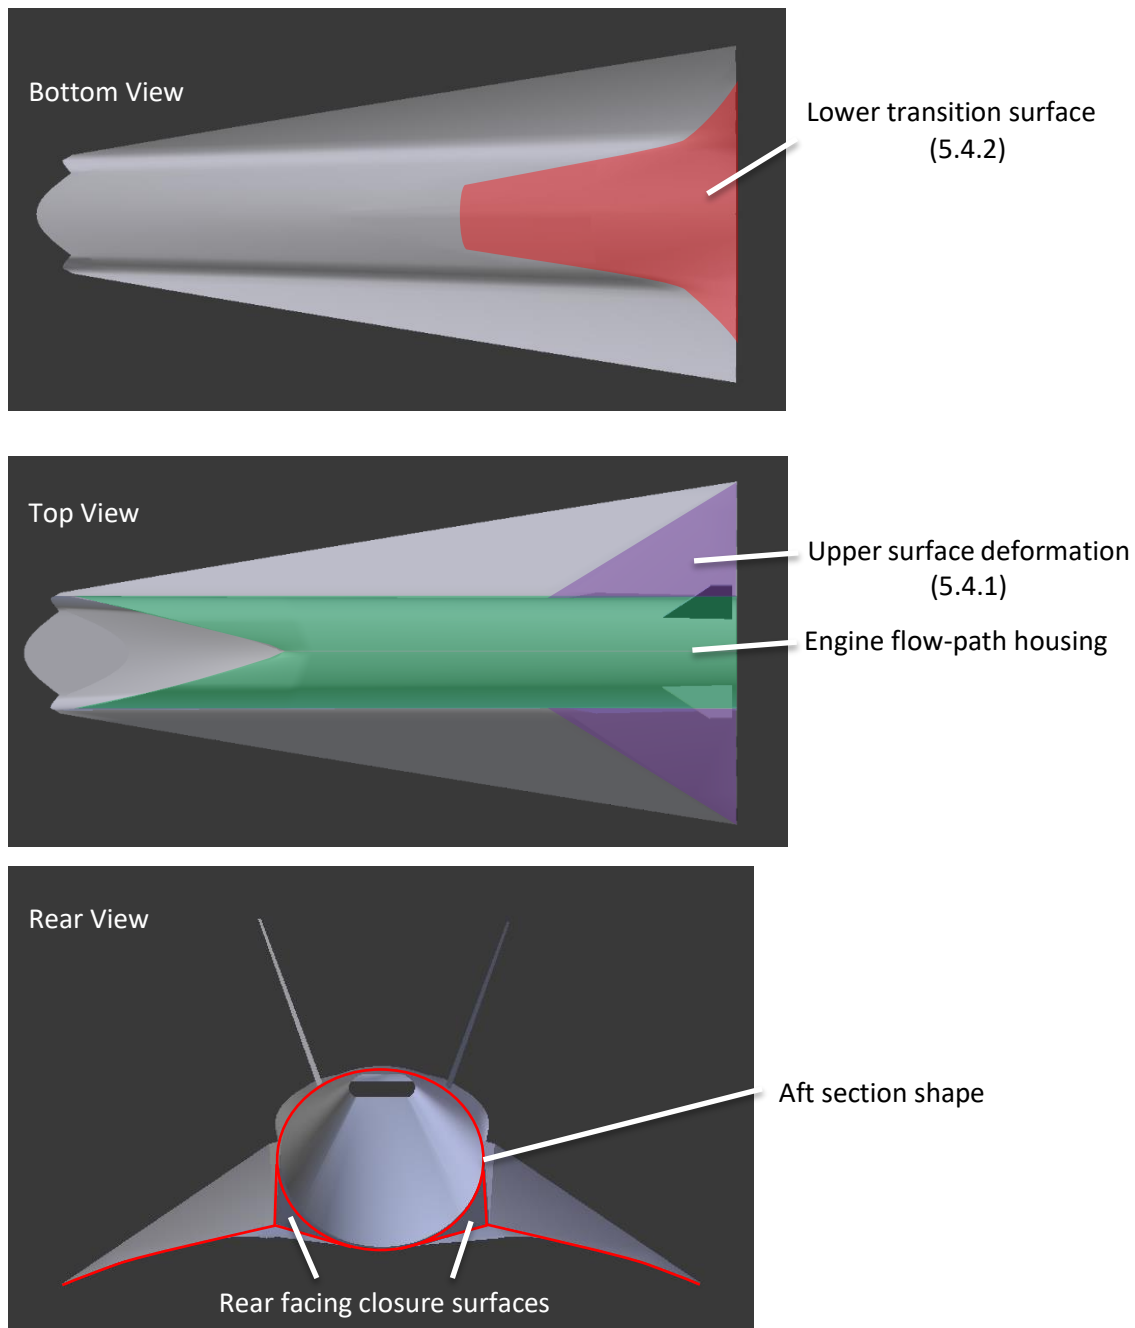 Bottom View
Lower transition surface
(5.4.2)
Top View
Upper surface deformation
(5.4.1)
Engine flow-path housing
Rear View
Aft section shape
Rear facing closure surfaces